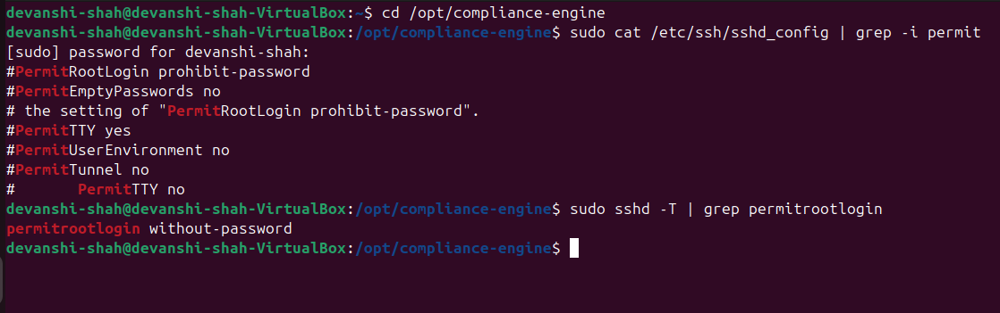 devanshi-shah@devanshi-shah-VirtualBox:~$ cd /opt/compliance-engine
devanshi-shah@devanshi-shah-VirtualBox:/opt/compliance-engine$ sudo cat /etc/ssh/sshd_config | grep -i permit
[sudo] password for devanshi-shah:
#PermitRootLogin prohibit-password
#PermitEmptyPasswords no
# the setting of "PermitRootLogin prohibit-password".
#PermitTTY yes
#PermitUserEnvironment no
#PermitTunnel no
#       PermitTTY no
devanshi-shah@devanshi-shah-VirtualBox:/opt/compliance-engine$ sudo sshd -T | grep permitrootlogin
permitrootlogin without-password
devanshi-shah@devanshi-shah-VirtualBox:/opt/compliance-engine$